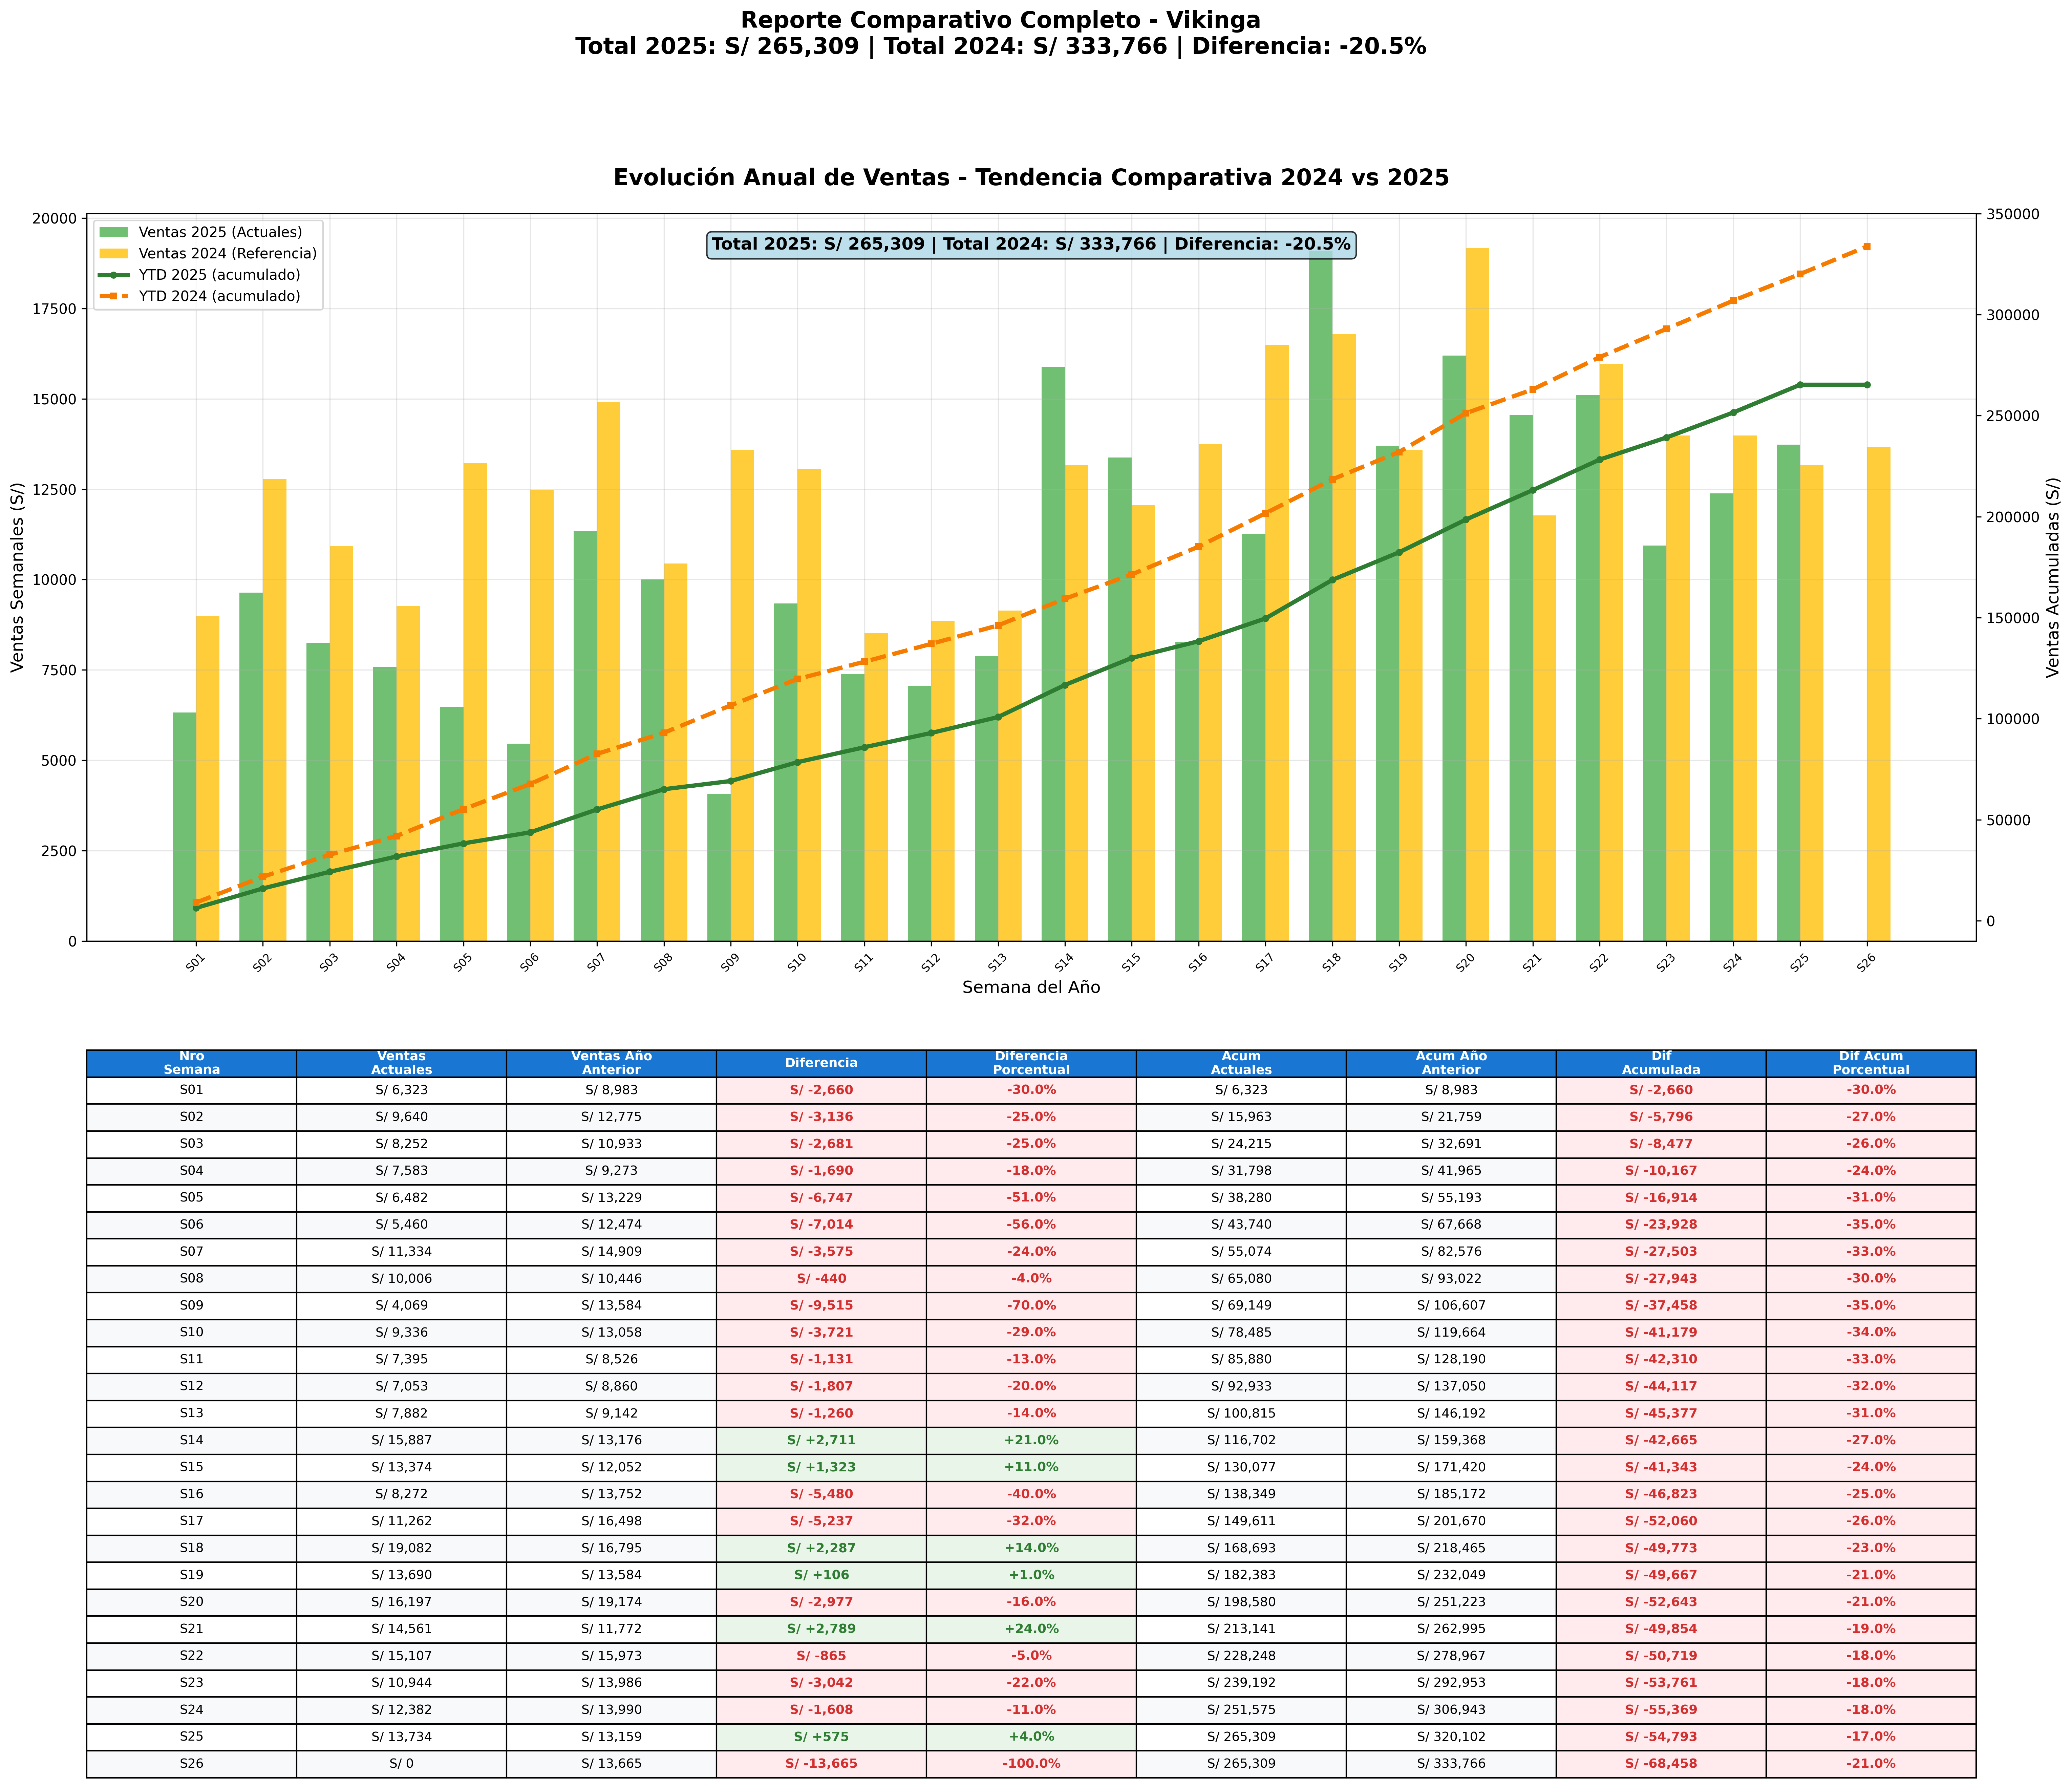 Reporte Comparativo Completo - Vikinga
Total 2025: S/ 265,309 | Total 2024: S/ 333,766 | Diferencia: -20.5%
Evolución Anual de Ventas - Tendencia Comparativa 2024 vs 2025
Ventas 2025 (Actuales)
Ventas 2024 (Referencia)
YTD 2025 (acumulado)
YTD 2024 (acumulado)
Total 2025: S/ 265,309 | Total 2024: S/ 333,766 | Diferencia: -20.5%
Ventas Semanales (S/)
20000
17500
15000
12500
10000
7500
5000
2500
0
Ventas Acumuladas (S/)
350000
300000
250000
200000
150000
100000
50000
0
S01 S02 S03 S04 S05 S06 S07 S08 S09 S10 S11 S12 S13 S14 S15 S16 S17 S18 S19 S20 S21 S22 S23 S24 S25 S26
Semana del Año
Nro Semana Ventas Actuales Ventas Año Anterior Diferencia Diferencia Porcentual Acum Actuales Acum Año Anterior Dif Acumulada Dif Acum Porcentual
S01 S/ 6,323 S/ 8,983 S/ -2,660 -30.0% S/ 6,323 S/ 8,983 S/ -2,660 -30.0%
S02 S/ 9,640 S/ 12,775 S/ -3,136 -25.0% S/ 15,963 S/ 21,759 S/ -5,796 -27.0%
S03 S/ 8,252 S/ 10,933 S/ -2,681 -25.0% S/ 24,215 S/ 32,691 S/ -8,477 -26.0%
S04 S/ 7,583 S/ 9,273 S/ -1,690 -18.0% S/ 31,798 S/ 41,965 S/ -10,167 -24.0%
S05 S/ 6,482 S/ 13,229 S/ -6,747 -51.0% S/ 38,280 S/ 55,193 S/ -16,914 -31.0%
S06 S/ 5,460 S/ 12,474 S/ -7,014 -56.0% S/ 43,740 S/ 67,668 S/ -23,928 -35.0%
S07 S/ 11,334 S/ 14,909 S/ -3,575 -24.0% S/ 55,074 S/ 82,576 S/ -27,503 -33.0%
S08 S/ 10,006 S/ 10,446 S/ -440 -4.0% S/ 65,080 S/ 93,022 S/ -27,943 -30.0%
S09 S/ 4,069 S/ 13,584 S/ -9,515 -70.0% S/ 69,149 S/ 106,607 S/ -37,458 -35.0%
S10 S/ 9,336 S/ 13,058 S/ -3,721 -29.0% S/ 78,485 S/ 119,664 S/ -41,179 -34.0%
S11 S/ 7,395 S/ 8,526 S/ -1,131 -13.0% S/ 85,880 S/ 128,190 S/ -42,310 -33.0%
S12 S/ 7,053 S/ 8,860 S/ -1,807 -20.0% S/ 92,933 S/ 137,050 S/ -44,117 -32.0%
S13 S/ 7,882 S/ 9,142 S/ -1,260 -14.0% S/ 100,815 S/ 146,192 S/ -45,377 -31.0%
S14 S/ 15,887 S/ 13,176 S/ +2,711 +21.0% S/ 116,702 S/ 159,368 S/ -42,665 -27.0%
S15 S/ 13,374 S/ 12,052 S/ +1,323 +11.0% S/ 130,077 S/ 171,420 S/ -41,343 -24.0%
S16 S/ 8,272 S/ 13,752 S/ -5,480 -40.0% S/ 138,349 S/ 185,172 S/ -46,823 -25.0%
S17 S/ 11,262 S/ 16,498 S/ -5,237 -32.0% S/ 149,611 S/ 201,670 S/ -52,060 -26.0%
S18 S/ 19,082 S/ 16,795 S/ +2,287 +14.0% S/ 168,693 S/ 218,465 S/ -49,773 -23.0%
S19 S/ 13,690 S/ 13,584 S/ +106 +1.0% S/ 182,383 S/ 232,049 S/ -49,667 -21.0%
S20 S/ 16,197 S/ 19,174 S/ -2,977 -16.0% S/ 198,580 S/ 251,223 S/ -52,643 -21.0%
S21 S/ 14,561 S/ 11,772 S/ +2,789 +24.0% S/ 213,141 S/ 262,995 S/ -49,854 -19.0%
S22 S/ 15,107 S/ 15,973 S/ -865 -5.0% S/ 228,248 S/ 278,967 S/ -50,719 -18.0%
S23 S/ 10,944 S/ 13,986 S/ -3,042 -22.0% S/ 239,192 S/ 292,953 S/ -53,761 -18.0%
S24 S/ 12,382 S/ 13,990 S/ -1,608 -11.0% S/ 251,575 S/ 306,943 S/ -55,369 -18.0%
S25 S/ 13,734 S/ 13,159 S/ +575 +4.0% S/ 265,309 S/ 320,102 S/ -54,793 -17.0%
S26 S/ 0 S/ 13,665 S/ -13,665 -100.0% S/ 265,309 S/ 333,766 S/ -68,458 -21.0%